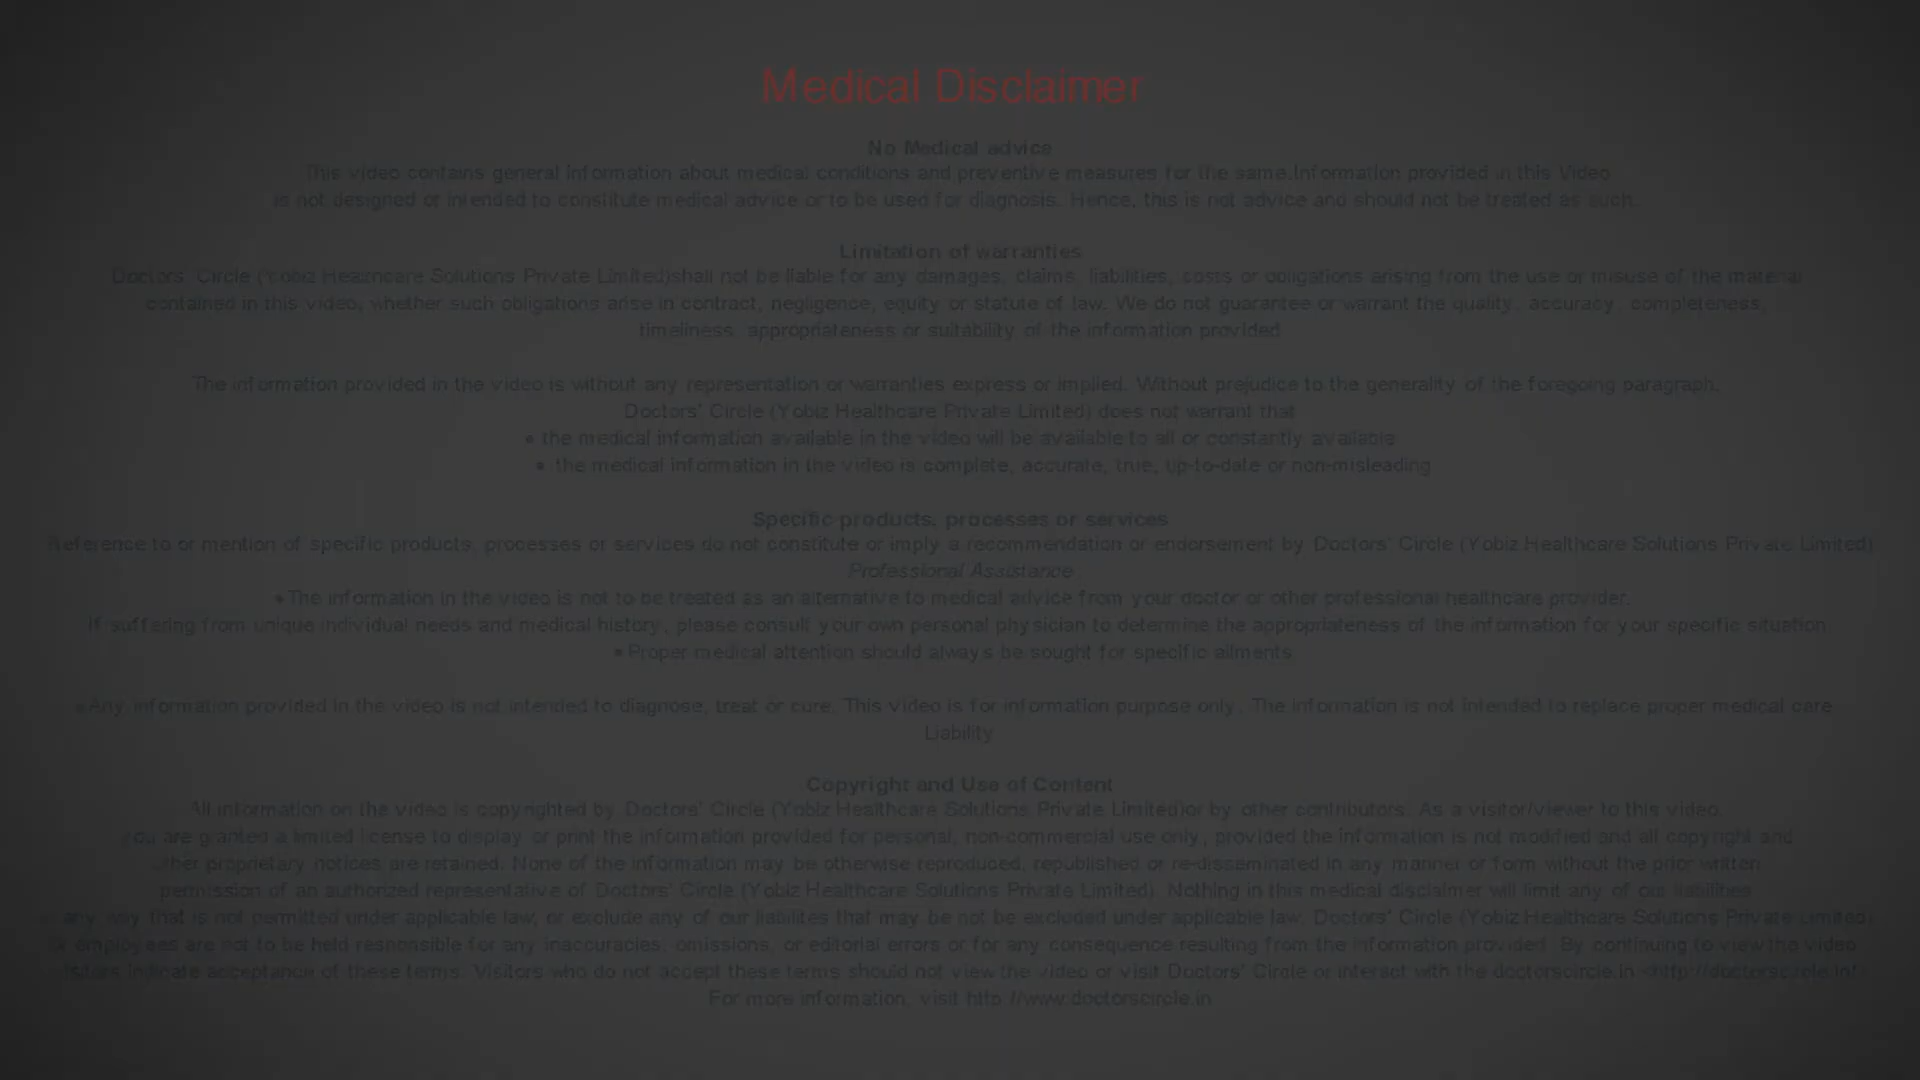 Medical Disclaimer
No Medical advice
This video contains general information about medical conditions and preventive measures for the same.Information provided in this Video
is not designed or intended to constitute medical advice or to be used for diagnosis. Hence, this is not advice and should not be treated as such.
Limitation of warranties
Doctors' Circle (Yobiz Healthcare Solutions Private Limited)shall not be liable for any damages, claims, liabilities, costs or obligations arising from the use or misuse of the material
contained in this video, whether such obligations arise in contract, negligence, equity or statute of law. We do not guarantee or warrant the quality, accuracy, completeness,
timeliness, appropriateness or suitability of the information provided.
The information provided in the video is without any representation or warranties express or implied. Without prejudice to the generality of the foregoing paragraph,
Doctors' Circle (Yobiz Healthcare Private Limited) does not warrant that
• the medical information available in the video will be available to all or constantly available
• the medical information in the video is complete, accurate, true, up-to-date or non-misleading
Specific products, processes or services
Reference to or mention of specific products, processes or services do not constitute or imply a recommendation or endorsement by Doctors' Circle (Yobiz Healthcare Solutions Private Limited)
Professional Assistance
• The information in the video is not to be treated as an alternative to medical advice from your doctor or other professional healthcare provider.
If suffering from unique individual needs and medical history, please consult your own personal physician to determine the appropriateness of the information for your specific situation
• Proper medical attention should always be sought for specific ailments
• Any information provided in the video is not intended to diagnose, treat or cure. This Video is for information purpose only. The Information is not intended to replace proper medical care
Liability
Copyright and Use of Content
All information on the video is copyrighted by Doctors' Circle (Yobiz Healthcare Solutions Private Limited)or by other contributors. As a visitor/viewer to this video,
you are granted a limited license to display or print the information provided for personal, non-commercial use only, provided the information is not modified and all copyright and
other proprietary notices are retained. None of the information may be otherwise reproduced, republished or re-disseminated in any manner or form without the prior written
permission of an authorized representative of Doctors' Circle (Yobiz Healthcare Solutions Private Limited). Nothing in this medical disclaimer will limit any of our liabilities
any way that is not permitted under applicable law, or exclude any of our liabilites that may be not be excluded under applicable law. Doctors' Circle (Yobiz Healthcare Solutions Private Limited)
or employees are not to be held responsible for any inaccuracies, omissions, or editorial errors or for any consequence resulting from the information provided. By continuing to view the video
visitors indicate acceptance of these terms. Visitors who do not accept these terms should not view the video or visit Doctors' Circle or interact with the doctorscircle.in <http://doctorscircle.in/
For more information, visit http://www.doctorscircle.in